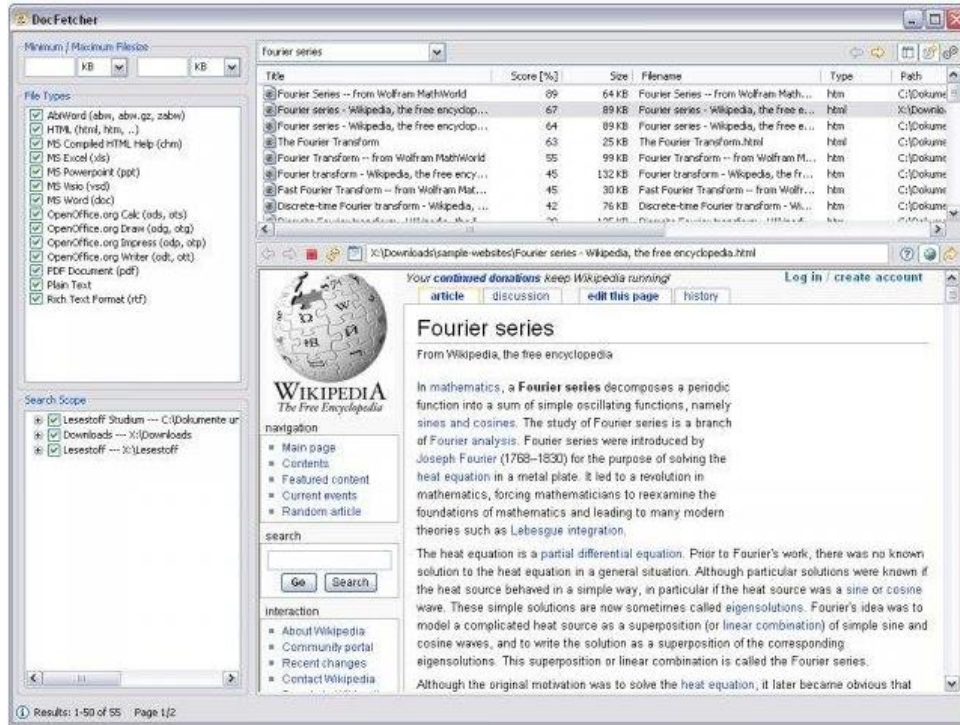 DocFetcher
Minimum / Maximum Filesize
KB KB
File Types
AbiWord (abw, abw.gz, zabw)
HTML (html, htm, ..)
MS Compiled HTML Help (chm)
MS Excel (xls)
MS Powerpoint (ppt)
MS Visio (vsd)
MS Word (doc)
OpenOffice.org Calc (ods, ots)
OpenOffice.org Draw (odg, otg)
OpenOffice.org Impress (odp, otp)
OpenOffice.org Writer (odt, ott)
PDF Document (pdf)
Plain Text
Rich Text Format (rtf)
Search Scope
Lesestoff Studium --- C:\Dokumente ur
Downloads --- X:\Downloads
Lesestoff --- X:\Lesestoff
Fourier series
Title Score [%] Size Filename Type Path
Fourier Series -- from Wolfram MathWorld 89 64 KB Fourier Series -- from Wolfram Math... htm C:\Dokume
Fourier series - Wikipedia, the free encyclop... 67 89 KB Fourier series - Wikipedia, the free e... html X:\Downlo
Fourier series - Wikipedia, the free encyclop... 64 89 KB Fourier series - Wikipedia, the free e... htm C:\Dokume
The Fourier Transform 63 25 KB The Fourier Transform.html htm C:\Dokume
Fourier Transform -- from Wolfram MathWorld 55 99 KB Fourier Transform -- from Wolfram M... htm C:\Dokume
Fourier transform - Wikipedia, the free ency... 45 132 KB Fourier transform - Wikipedia, the fr... htm C:\Dokume
Fast Fourier Transform -- from Wolfram Mat... 45 30 KB Fast Fourier Transform -- from Wolf... htm C:\Dokume
Discrete-time Fourier transform - Wikipedia,... 42 76 KB Discrete-time Fourier transform - Wi... htm C:\Dokume
X:\Downloads\sample-websites\Fourier series - Wikipedia, the free encyclopedia.html
Your continued donations keep Wikipedia running!
Log in / create account
article discussion edit this page history
WIKIPEDIA
The Free Encyclopedia
navigation
Main page
Contents
Featured content
Current events
Random article
search
Go Search
interaction
About Wikipedia
Community portal
Recent changes
Contact Wikipedia
Fourier series
From Wikipedia, the free encyclopedia
In mathematics, a Fourier series decomposes a periodic
function into a sum of simple oscillating functions, namely
sines and cosines. The study of Fourier series is a branch
of Fourier analysis. Fourier series were introduced by
Joseph Fourier (1768–1830) for the purpose of solving the
heat equation in a metal plate. It led to a revolution in
mathematics, forcing mathematicians to reexamine the
foundations of mathematics and leading to many modern
theories such as Lebesgue integration.
The heat equation is a partial differential equation. Prior to Fourier's work, there was no known
solution to the heat equation in a general situation. Although particular solutions were known if
the heat source behaved in a simple way, in particular if the heat source was a sine or cosine
wave. These simple solutions are now sometimes called eigensolutions. Fourier's idea was to
model a complicated heat source as a superposition (or linear combination) of simple sine and
cosine waves, and to write the solution as a superposition of the corresponding
eigensolutions. This superposition or linear combination is called the Fourier series.
Although the original motivation was to solve the heat equation, it later became obvious that
Results: 1-50 of 55 Page 1/2